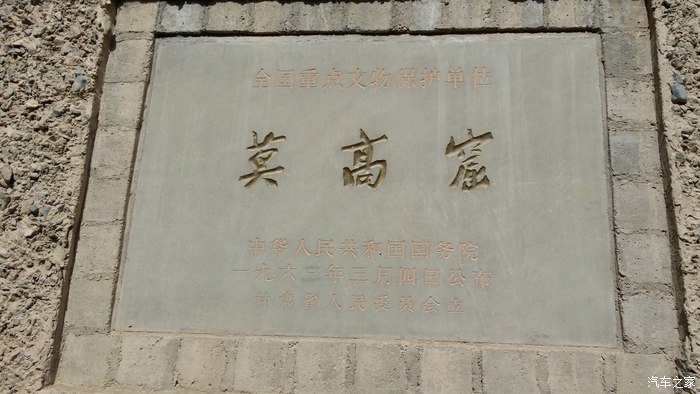 全国重点文物保护单位
莫高窟
中华人民共和国国务院
一九六一年三月四日公布
甘肃省人民委员会立
汽车之家